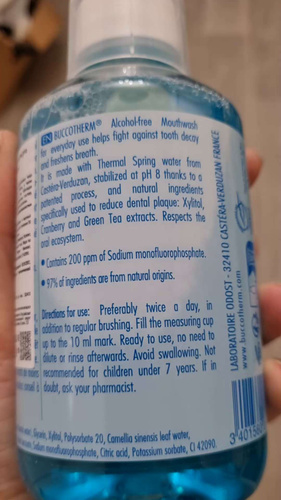 EN BUCCOTHERM® Alcohol-free Mouthwash
for everyday use helps fight against tooth decay
and freshens breath.
It is made with Thermal Spring water from
Castéra-Verduzan, stabilized at pH 8 thanks to a
patented process, and natural ingredients
specifically used to reduce dental plaque: Xylitol,
Cranberry and Green Tea extracts. Respects the
oral ecosystem.
• Contains 200 ppm of Sodium monofluorophosphate.
• 97% of ingredients are from natural origins.
Directions for use: Preferably twice a day, in
addition to regular brushing. Fill the measuring cup
up to the 10 ml mark. Ready to use, no need to
dilute or rinse afterwards. Avoid swallowing. Not
recommended for children under 7 years. If in
doubt, ask your pharmacist.
Glycerin, Xylitol, Polysorbate 20, Camellia sinensis leaf water,
Sodium monofluorophosphate, Citric acid, Potassium sorbate, CI 42090.
LABORATOIRE ODOST - 32410 CASTÉRA-VERDUZAN FRANCE
www.buccotherm.com